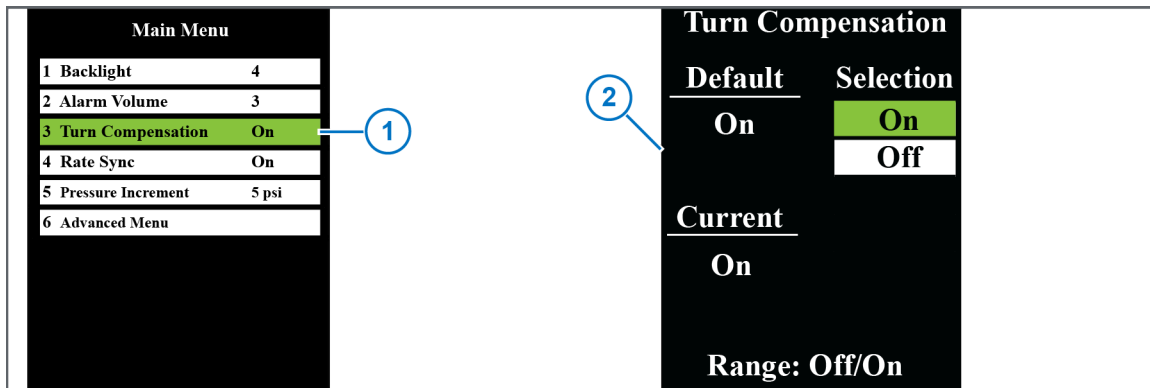 Main Menu
1 Backlight 4
2 Alarm Volume 3
3 Turn Compensation On
4 Rate Sync On
5 Pressure Increment 5 psi
6 Advanced Menu
1
2
Turn Compensation
Default Selection
On On
Off
Current
On
Range: Off/On